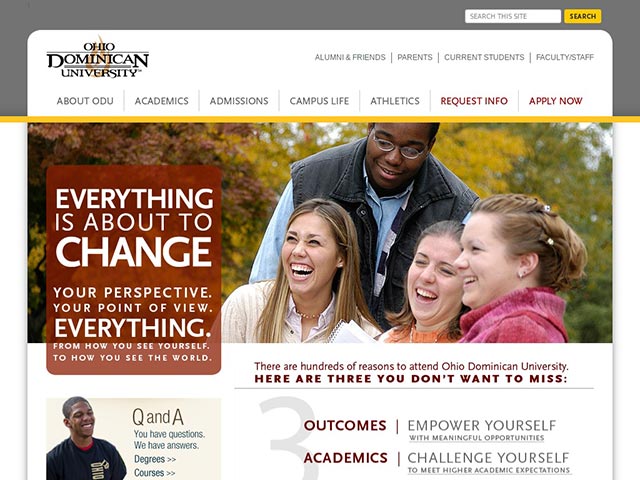 SEARCH THIS SITE
SEARCH
OHIO
DOMINICAN
UNIVERSITY
ALUMNI & FRIENDS | PARENTS | CURRENT STUDENTS | FACULTY/STAFF
ABOUT ODU
ACADEMICS
ADMISSIONS
CAMPUS LIFE
ATHLETICS
REQUEST INFO
APPLY NOW
EVERYTHING
IS ABOUT TO
CHANGE
YOUR PERSPECTIVE.
YOUR POINT OF VIEW.
EVERYTHING.
FROM HOW YOU SEE YOURSELF.
TO HOW YOU SEE THE WORLD.
There are hundreds of reasons to attend Ohio Dominican University.
HERE ARE THREE YOU DON'T WANT TO MISS:
Q and A
You have questions.
We have answers.
Degrees >>
Courses >>
OHIO
3
OUTCOMES | EMPOWER YOURSELF
WITH MEANINGFUL OPPORTUNITIES
ACADEMICS | CHALLENGE YOURSELF
TO MEET HIGHER ACADEMIC EXPECTATIONS